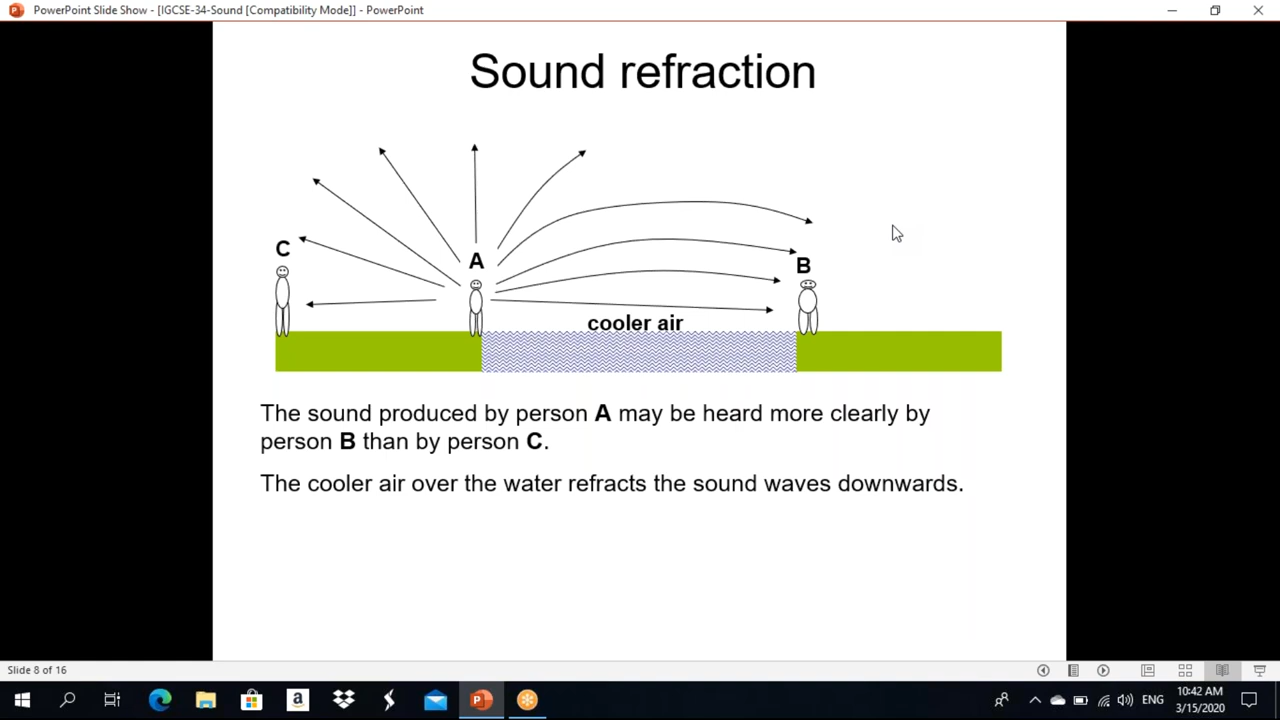 PowerPoint Slide Show - [IGCSE-34-Sound [Compatibility Mode]] - PowerPoint
Sound refraction
C
A
B
cooler air
The sound produced by person A may be heard more clearly by
person B than by person C.
The cooler air over the water refracts the sound waves downwards.
Slide 8 of 16
a
ENG
10:42 AM
3/15/2020